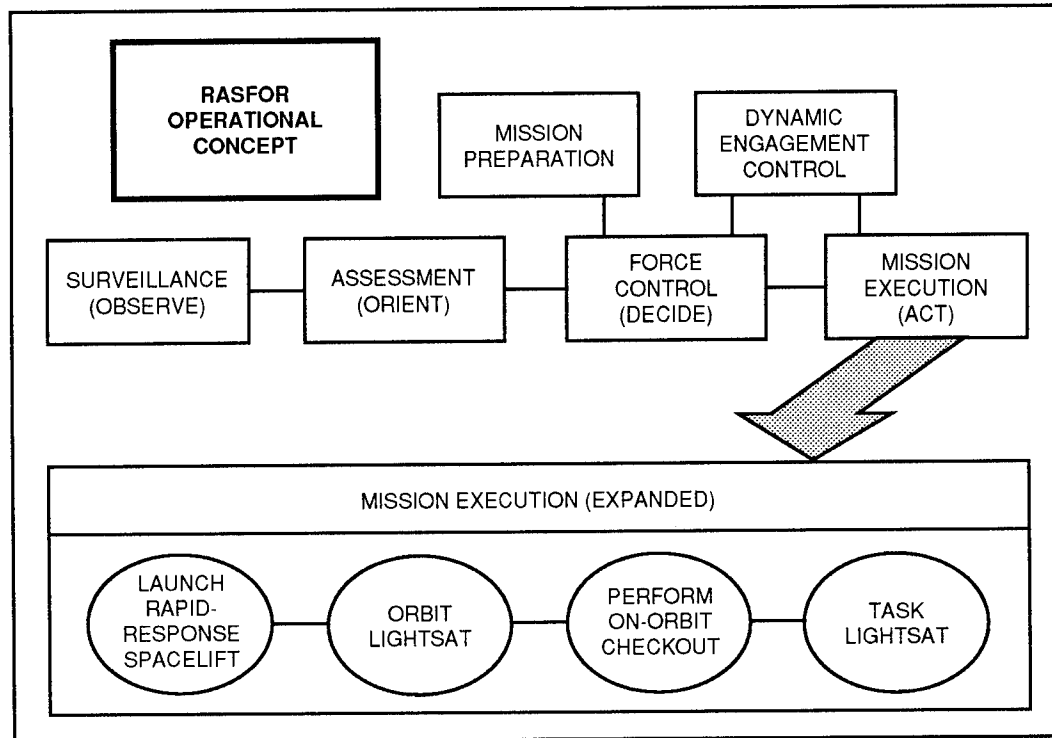 RASFOR
OPERATIONAL
CONCEPT
MISSION
PREPARATION
DYNAMIC
ENGAGEMENT
CONTROL
SURVEILLANCE
(OBSERVE)
ASSESSMENT
(ORIENT)
FORCE
CONTROL
(DECIDE)
MISSION
EXECUTION
(ACT)
MISSION EXECUTION (EXPANDED)
LAUNCH
RAPID-
RESPONSE
SPACELIFT
ORBIT
LIGHTSAT
PERFORM
ON-ORBIT
CHECKOUT
TASK
LIGHTSAT